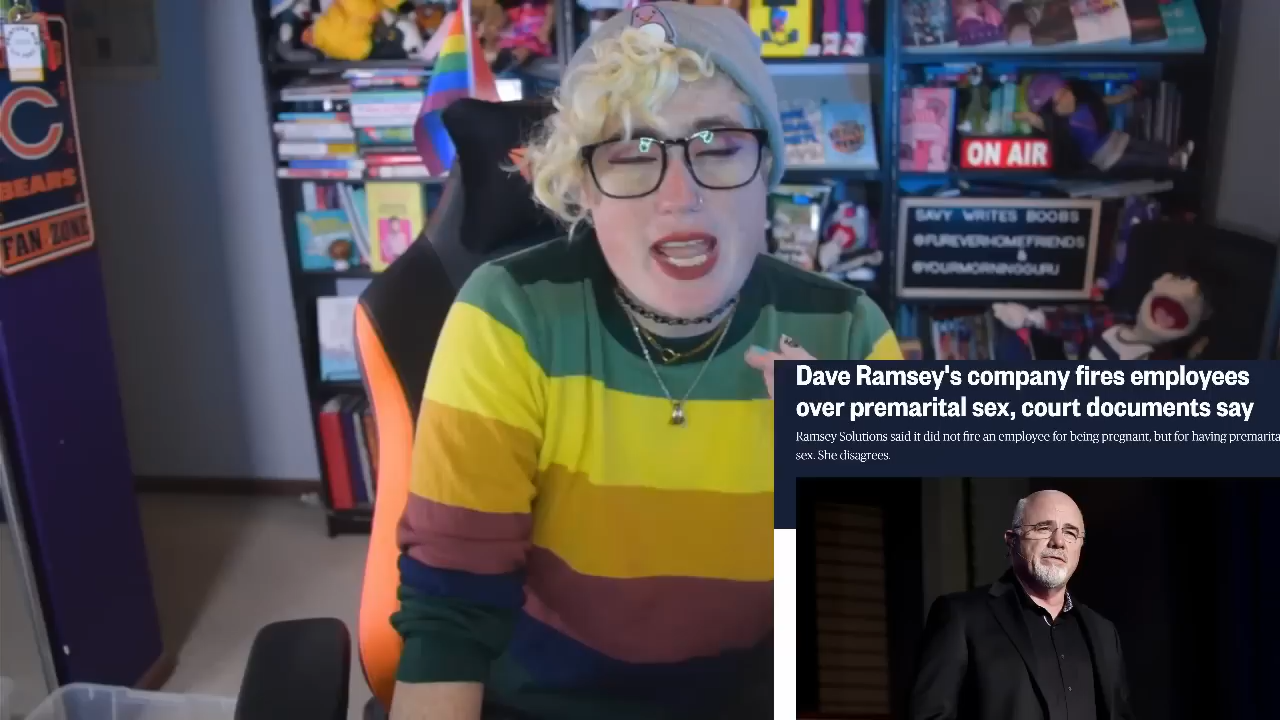 BEARS
FAN ZONE
ON AIR
SAVY WRITES BOOBS
@FUREVERHOMEFRIENDS
&
@YOURMORNINGGURU
Dave Ramsey's company fires employees
over premarital sex, court documents say
Ramsey Solutions said it did not fire an employee for being pregnant, but for having premarita
sex. She disagrees.